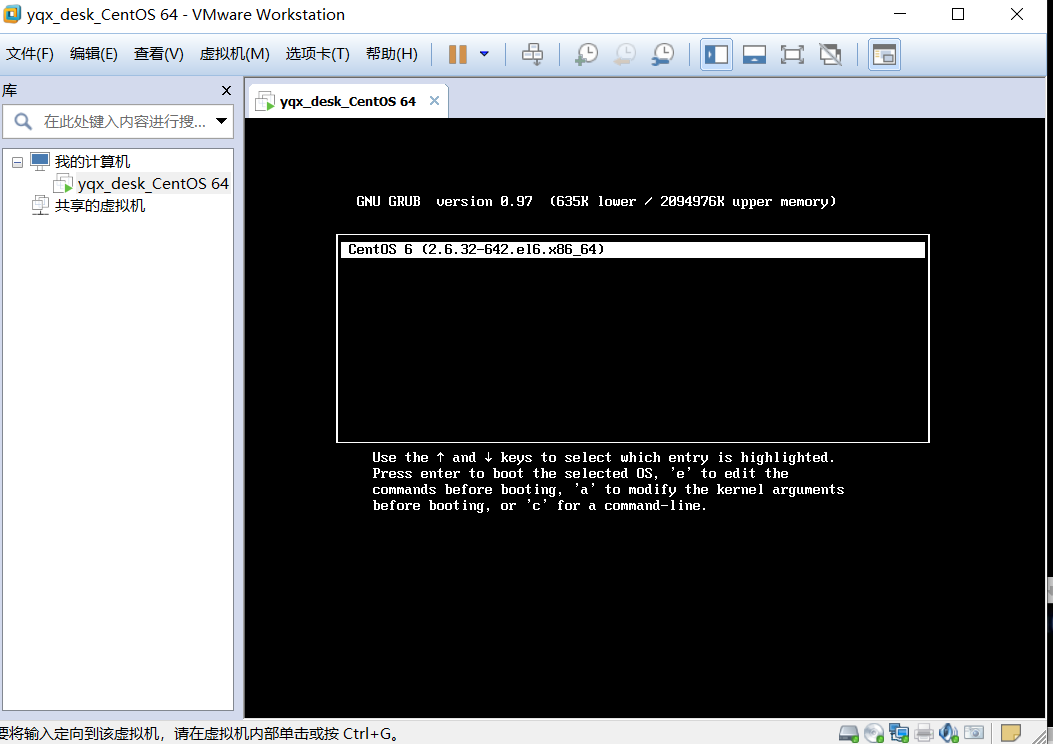 yqx_desk_CentOS 64 - VMware Workstation
文件(F) 编辑(E) 查看(V) 虚拟机(M) 选项卡(T) 帮助(H)
库
在此处键入内容进行搜...
我的计算机
yqx_desk_CentOS 64
共享的虚拟机
yqx_desk_CentOS 64
GNU GRUB version 0.97 (635K lower / 2094976K upper memory)
CentOS 6 (2.6.32-642.el6.x86_64)
Use the ↑ and ↓ keys to select which entry is highlighted.
Press enter to boot the selected OS, 'e' to edit the
commands before booting, 'a' to modify the kernel arguments
before booting, or 'c' for a command-line.
要将输入定向到该虚拟机，请在虚拟机内部单击或按 Ctrl+G。